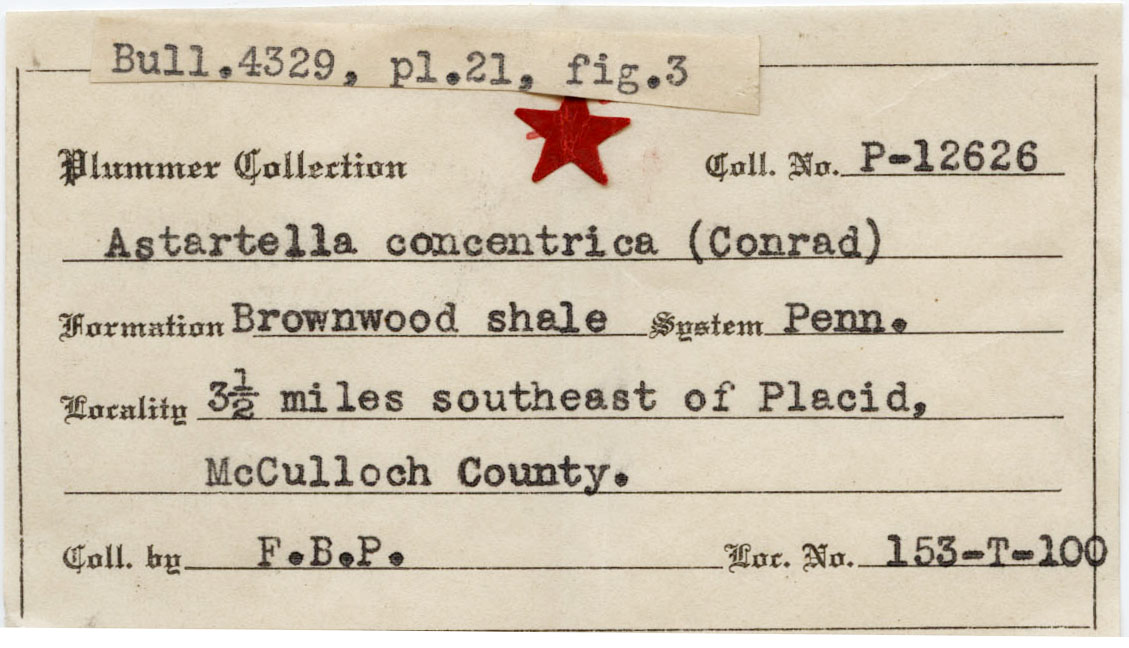 Bull.4329, pl.21, fig.3
Plummer Collection Coll. No. P-12626
Astartella concentrica (Conrad)
Formation Brownwood shale System Penn.
Locality 3½ miles southeast of Placid,
McCulloch County.
Coll. by F.B.P. Loc. No. 153-T-100